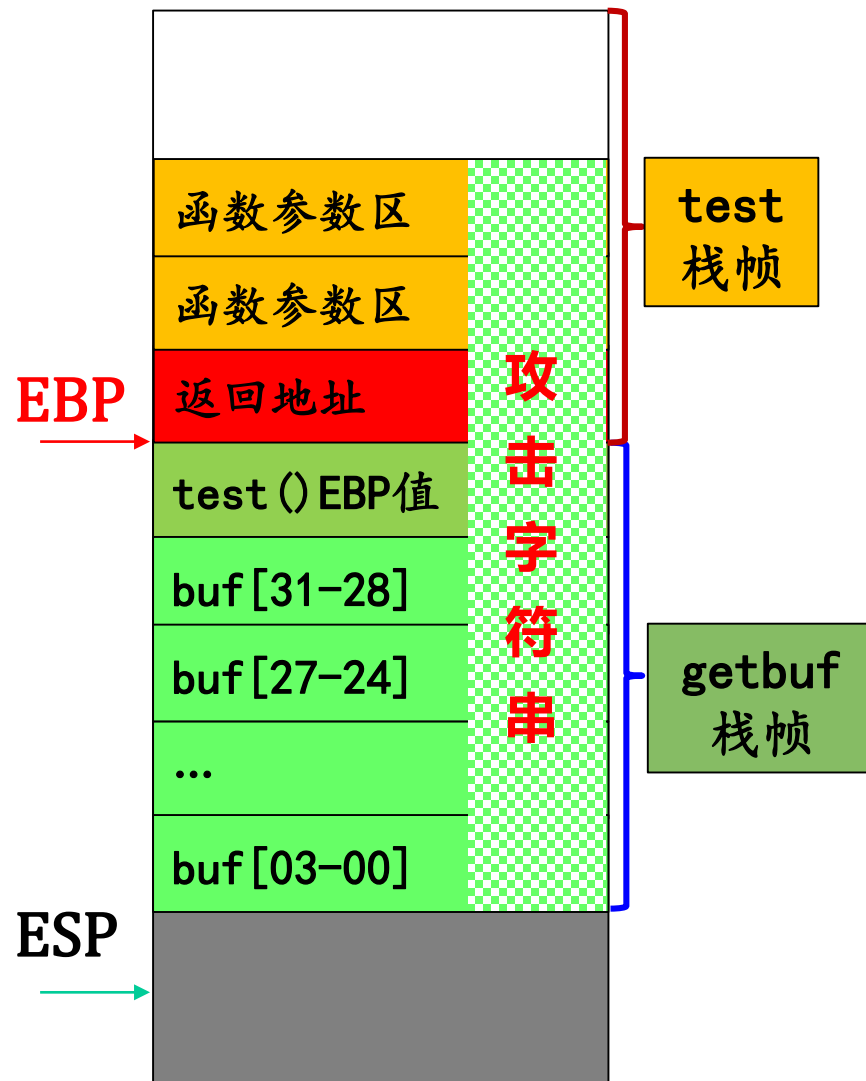 函数参数区
函数参数区
返回地址
test()EBP值
buf[31-28]
buf[27-24]
…
buf[03-00]
攻
击
字
符
串
EBP
ESP
test
栈帧
getbuf
栈帧